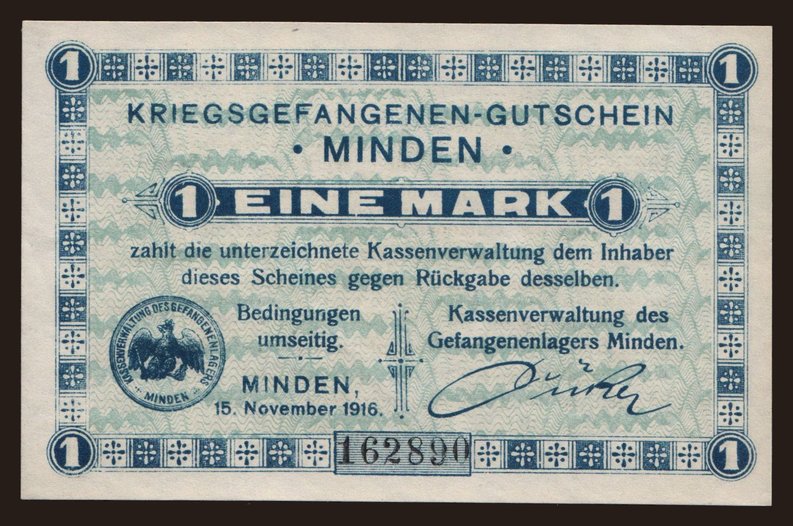 1 1
KRIEGSGEFANGENEN-GUTSCHEIN
• MINDEN •
1 EINE MARK 1
zahlt die unterzeichnete Kassenverwaltung dem Inhaber
dieses Scheines gegen Rückgabe desselben.
Bedingungen
umseitig.
MINDEN,
15. November 1916.
Kassenverwaltung des
Gefangenenlagers Minden.
KASSENVERWALTUNG DES GEFANGENENLAGERS
MINDEN
162890
1 1